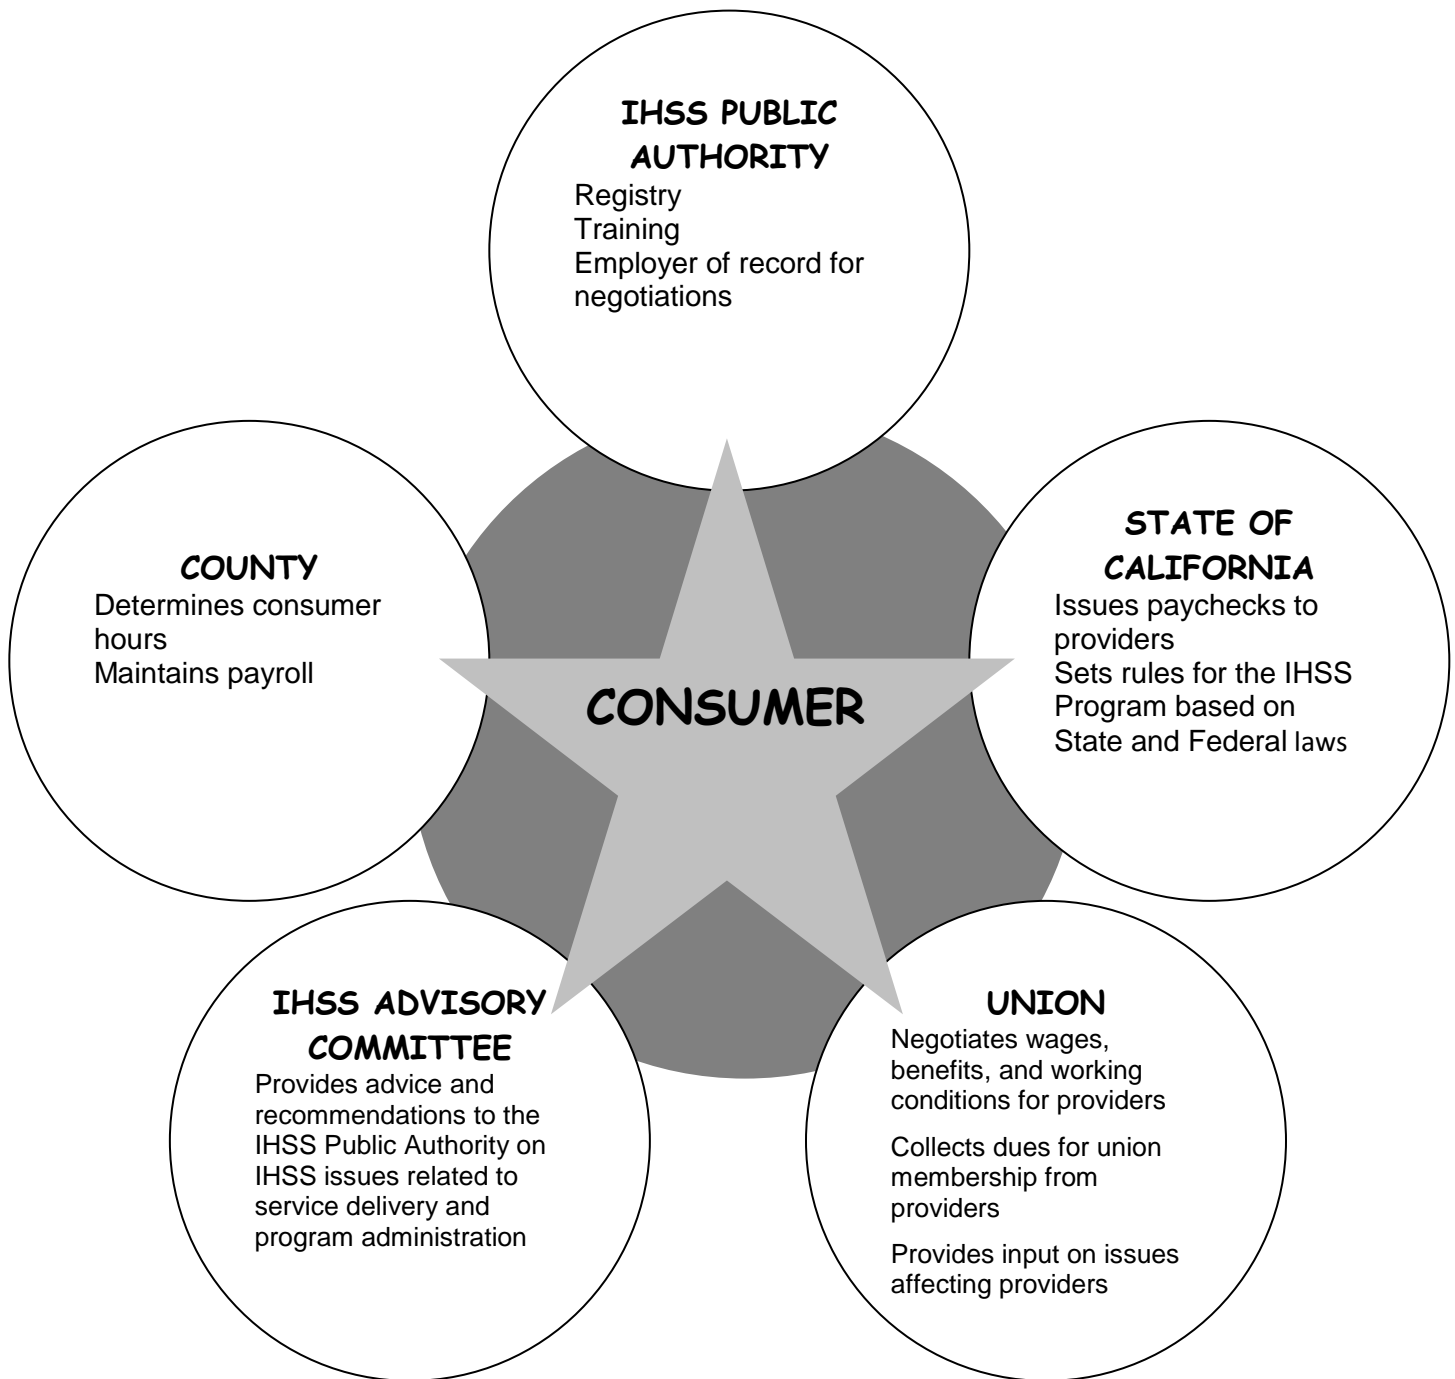 IHSS PUBLIC
AUTHORITY
Registry
Training
Employer of record for
negotiations
COUNTY
Determines consumer
hours
Maintains payroll
CONSUMER
STATE OF
CALIFORNIA
Issues paychecks to
providers
Sets rules for the IHSS
Program based on
State and Federal laws
IHSS ADVISORY
COMMITTEE
Provides advice and
recommendations to the
IHSS Public Authority on
IHSS issues related to
service delivery and
program administration
UNION
Negotiates wages,
benefits, and working
conditions for providers
Collects dues for union
membership from
providers
Provides input on issues
affecting providers